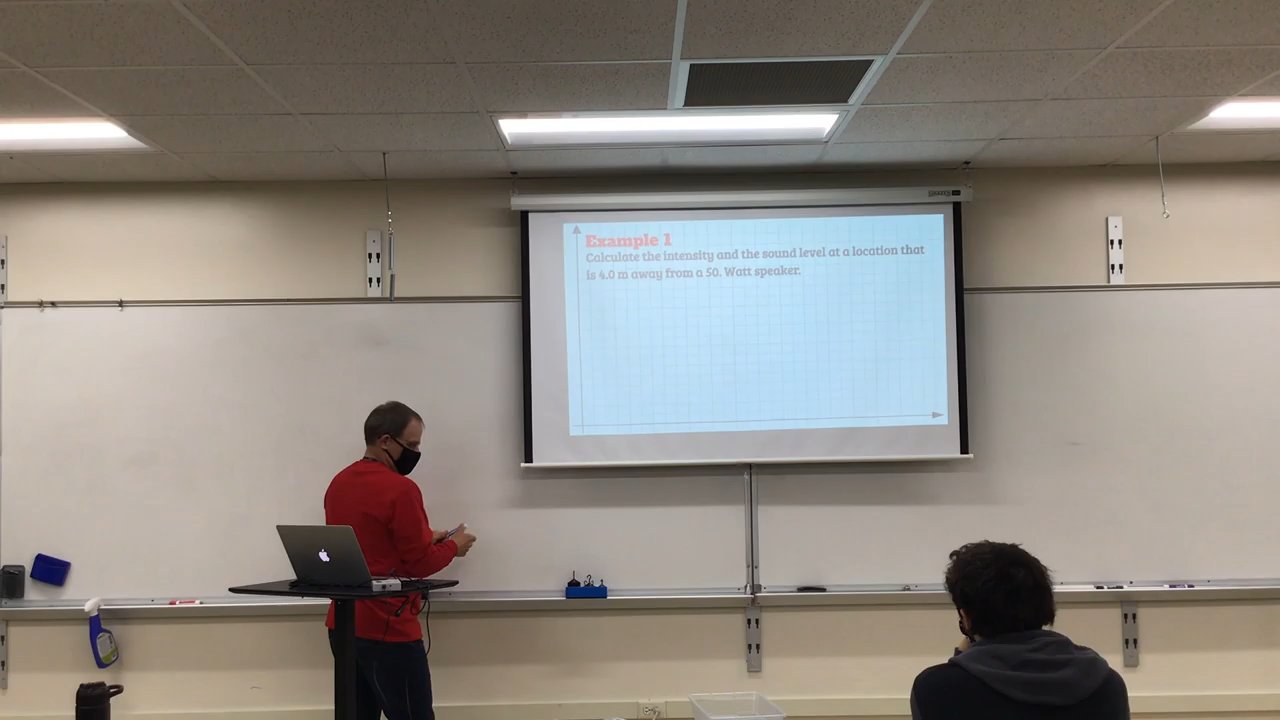 Example 1
Calculate the intensity and the sound level at a location that
is 4.0 m away from a 50. Watt speaker.